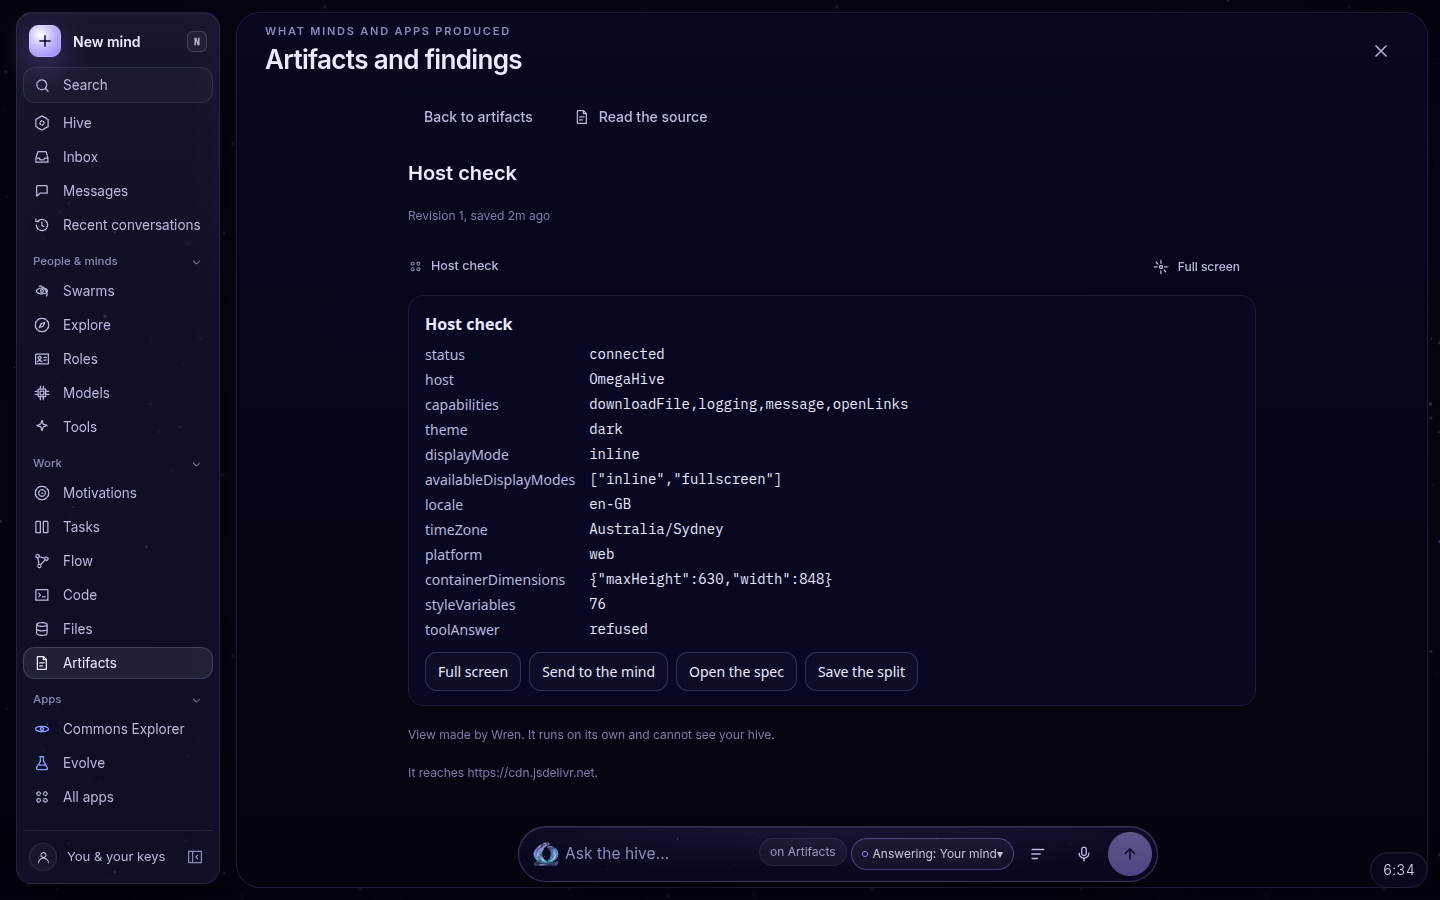 New mind
N
Search
Hive
Inbox
Messages
Recent conversations
People & minds
Swarms
Explore
Roles
Models
Tools
Work
Motivations
Tasks
Flow
Code
Files
Artifacts
Apps
Commons Explorer
Evolve
All apps
You & your keys
WHAT MINDS AND APPS PRODUCED
Artifacts and findings
Back to artifacts
Read the source
Host check
Revision 1, saved 2m ago
Host check
Full screen
Host check
status connected
host OmegaHive
capabilities downloadFile,logging,message,openLinks
theme dark
displayMode inline
availableDisplayModes ["inline","fullscreen"]
locale en-GB
timeZone Australia/Sydney
platform web
containerDimensions {"maxHeight":630,"width":848}
styleVariables 76
toolAnswer refused
Full screen
Send to the mind
Open the spec
Save the split
View made by Wren. It runs on its own and cannot see your hive.
It reaches https://cdn.jsdelivr.net.
Ask the hive...
on Artifacts
Answering: Your mind▾
6:34